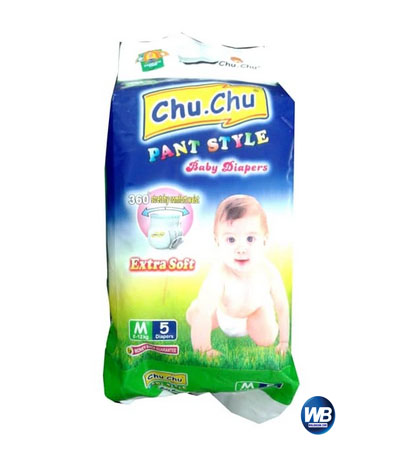 Chu.Chu
Chu.Chu
PANT STYLE
Baby Diapers
360
Extra Soft
M
5
Diapers
Chu.Chu
M
WB